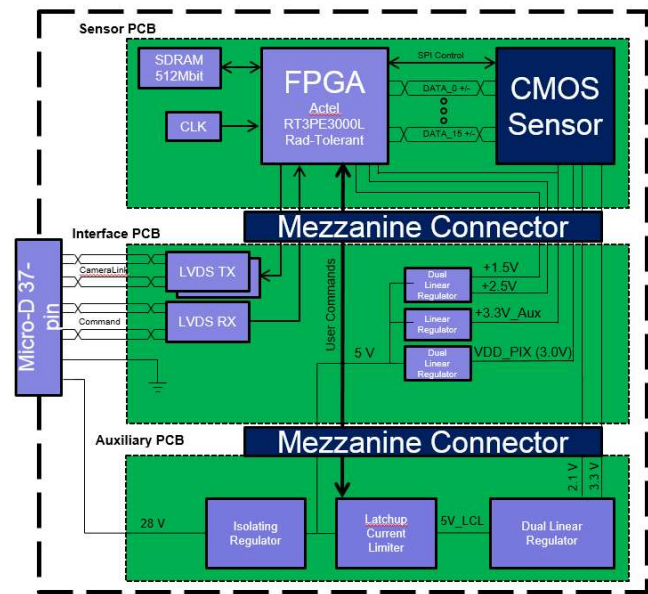 Sensor PCB
SDRAM
512Mbit
CLK
FPGA
Actel
RT3PE3000L
Rad-Tolerant
SPI Control
DATA_0 +/-
DATA_15 +/-
CMOS
Sensor
Mezzanine Connector
Interface PCB
Micro-D 37-
pin
CameraLink
Command
LVDS TX
LVDS RX
User Commands
5 V
Dual
Linear
Regulator
+1.5V
+2.5V
Linear
Regulator
+3.3V_Aux
Dual
Linear
Regulator
VDD_PIX (3.0V)
Mezzanine Connector
Auxiliary PCB
28 V
Isolating
Regulator
Latchup
Current
Limiter
5V_LCL
Dual Linear
Regulator
2.1 V
3.3 V